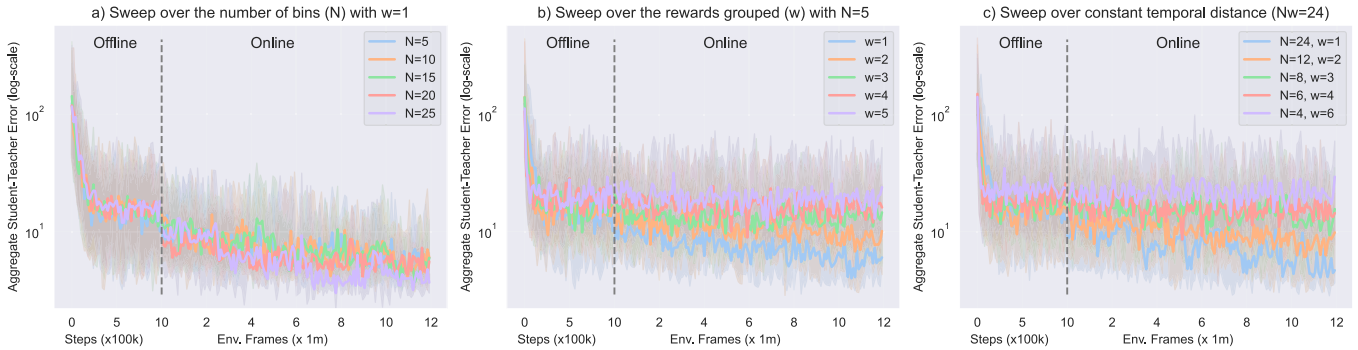 a) Sweep over the number of bins (N) with w=1
Aggregate Student-Teacher Error (log-scale)
10²
10¹
Offline
Online
N=5
N=10
N=15
N=20
N=25
0 5 10 2 4 6 8 10 12
Steps (x100k)
Env. Frames (x 1m)
b) Sweep over the rewards grouped (w) with N=5
Aggregate Student-Teacher Error (log-scale)
10²
10¹
Offline
Online
w=1
w=2
w=3
w=4
w=5
0 5 10 2 4 6 8 10 12
Steps (x100k)
Env. Frames (x 1m)
c) Sweep over constant temporal distance (Nw=24)
Aggregate Student-Teacher Error (log-scale)
10²
10¹
Offline
Online
N=24, w=1
N=12, w=2
N=8, w=3
N=6, w=4
N=4, w=6
0 5 10 2 4 6 8 10 12
Steps (x100k)
Env. Frames (x 1m)